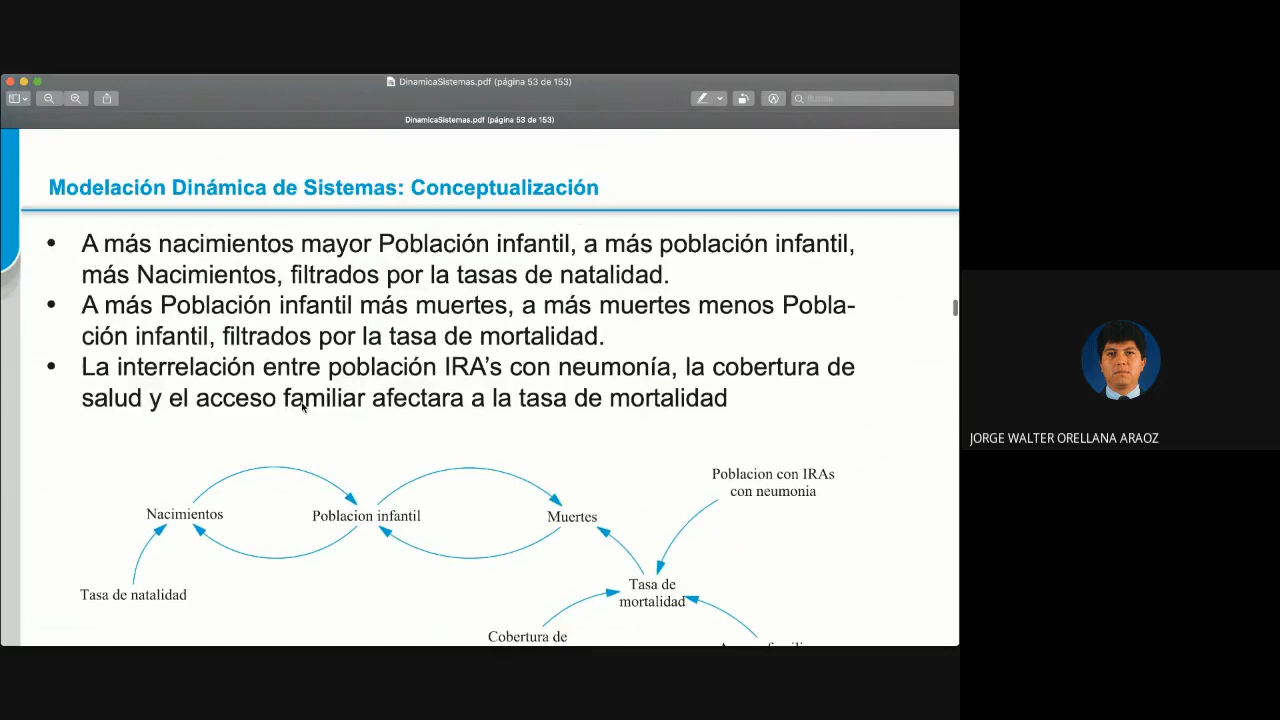 DinamicaSistemas.pdf (página 53 de 153)
DinamicaSistemas.pdf (página 53 de 153)
Modelación Dinámica de Sistemas: Conceptualización
• A más nacimientos mayor Población infantil, a más población infantil,
más Nacimientos, filtrados por la tasas de natalidad.
• A más Población infantil más muertes, a más muertes menos Pobla-
ción infantil, filtrados por la tasa de mortalidad.
• La interrelación entre población IRA’s con neumonía, la cobertura de
salud y el acceso familiar afectara a la tasa de mortalidad
Poblacion con IRAs
con neumonia
Nacimientos
Poblacion infantil
Muertes
Tasa de natalidad
Tasa de
mortalidad
Cobertura de
JORGE WALTER ORELLANA ARAOZ